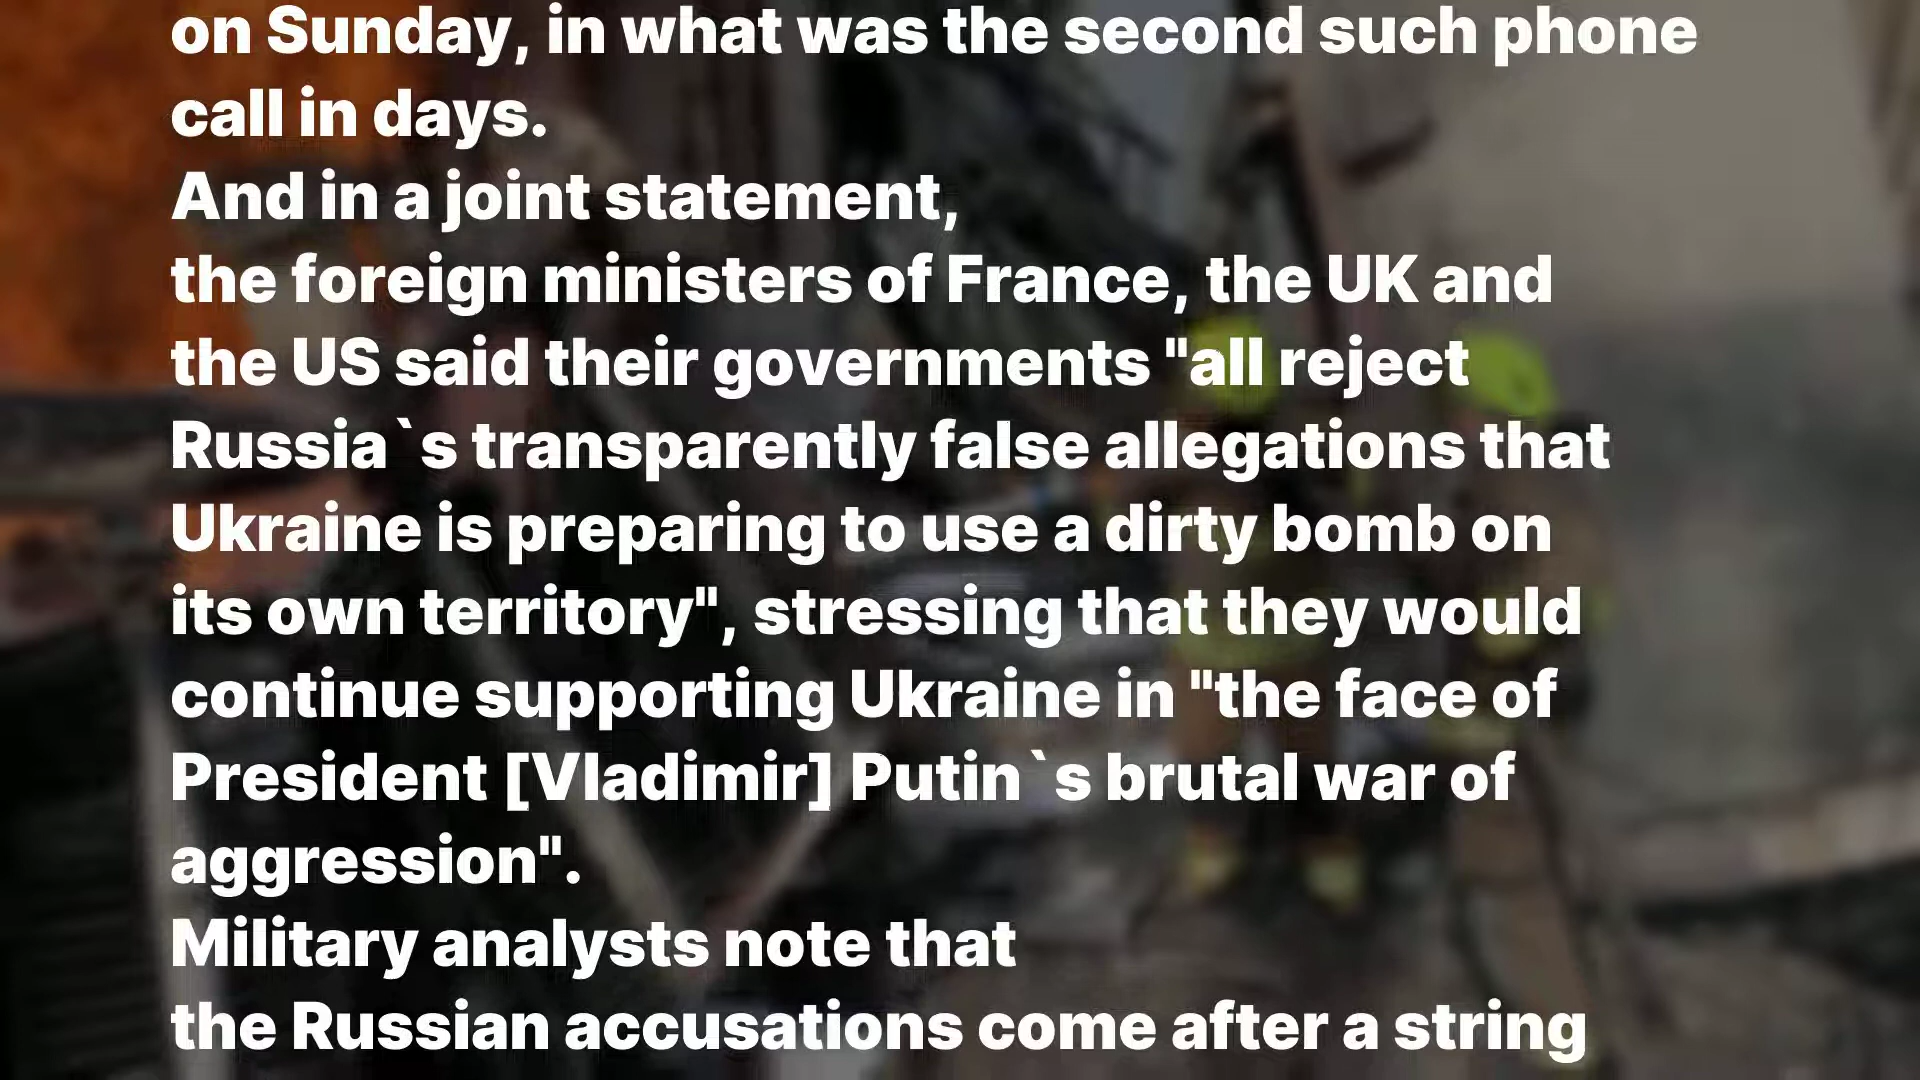 on Sunday, in what was the second such phone
call in days.
And in a joint statement,
the foreign ministers of France, the UK and
the US said their governments "all reject
Russia`s transparently false allegations that
Ukraine is preparing to use a dirty bomb on
its own territory", stressing that they would
continue supporting Ukraine in "the face of
President [Vladimir] Putin`s brutal war of
aggression".
Military analysts note that
the Russian accusations come after a string